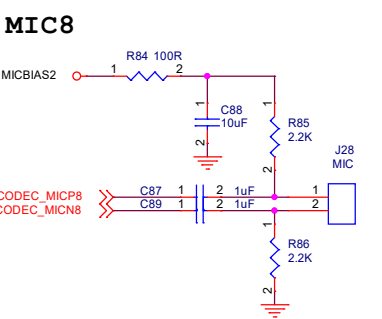 MIC8
R84 100R
MICBIAS2
1
2
1
C88
10uF
2
1
R85
2.2K
2
J28
MIC
CODEC_MICP8
C87
1
2
1uF
1
CODEC_MICN8
C89
1
2
1uF
2
1
R86
2.2K
2